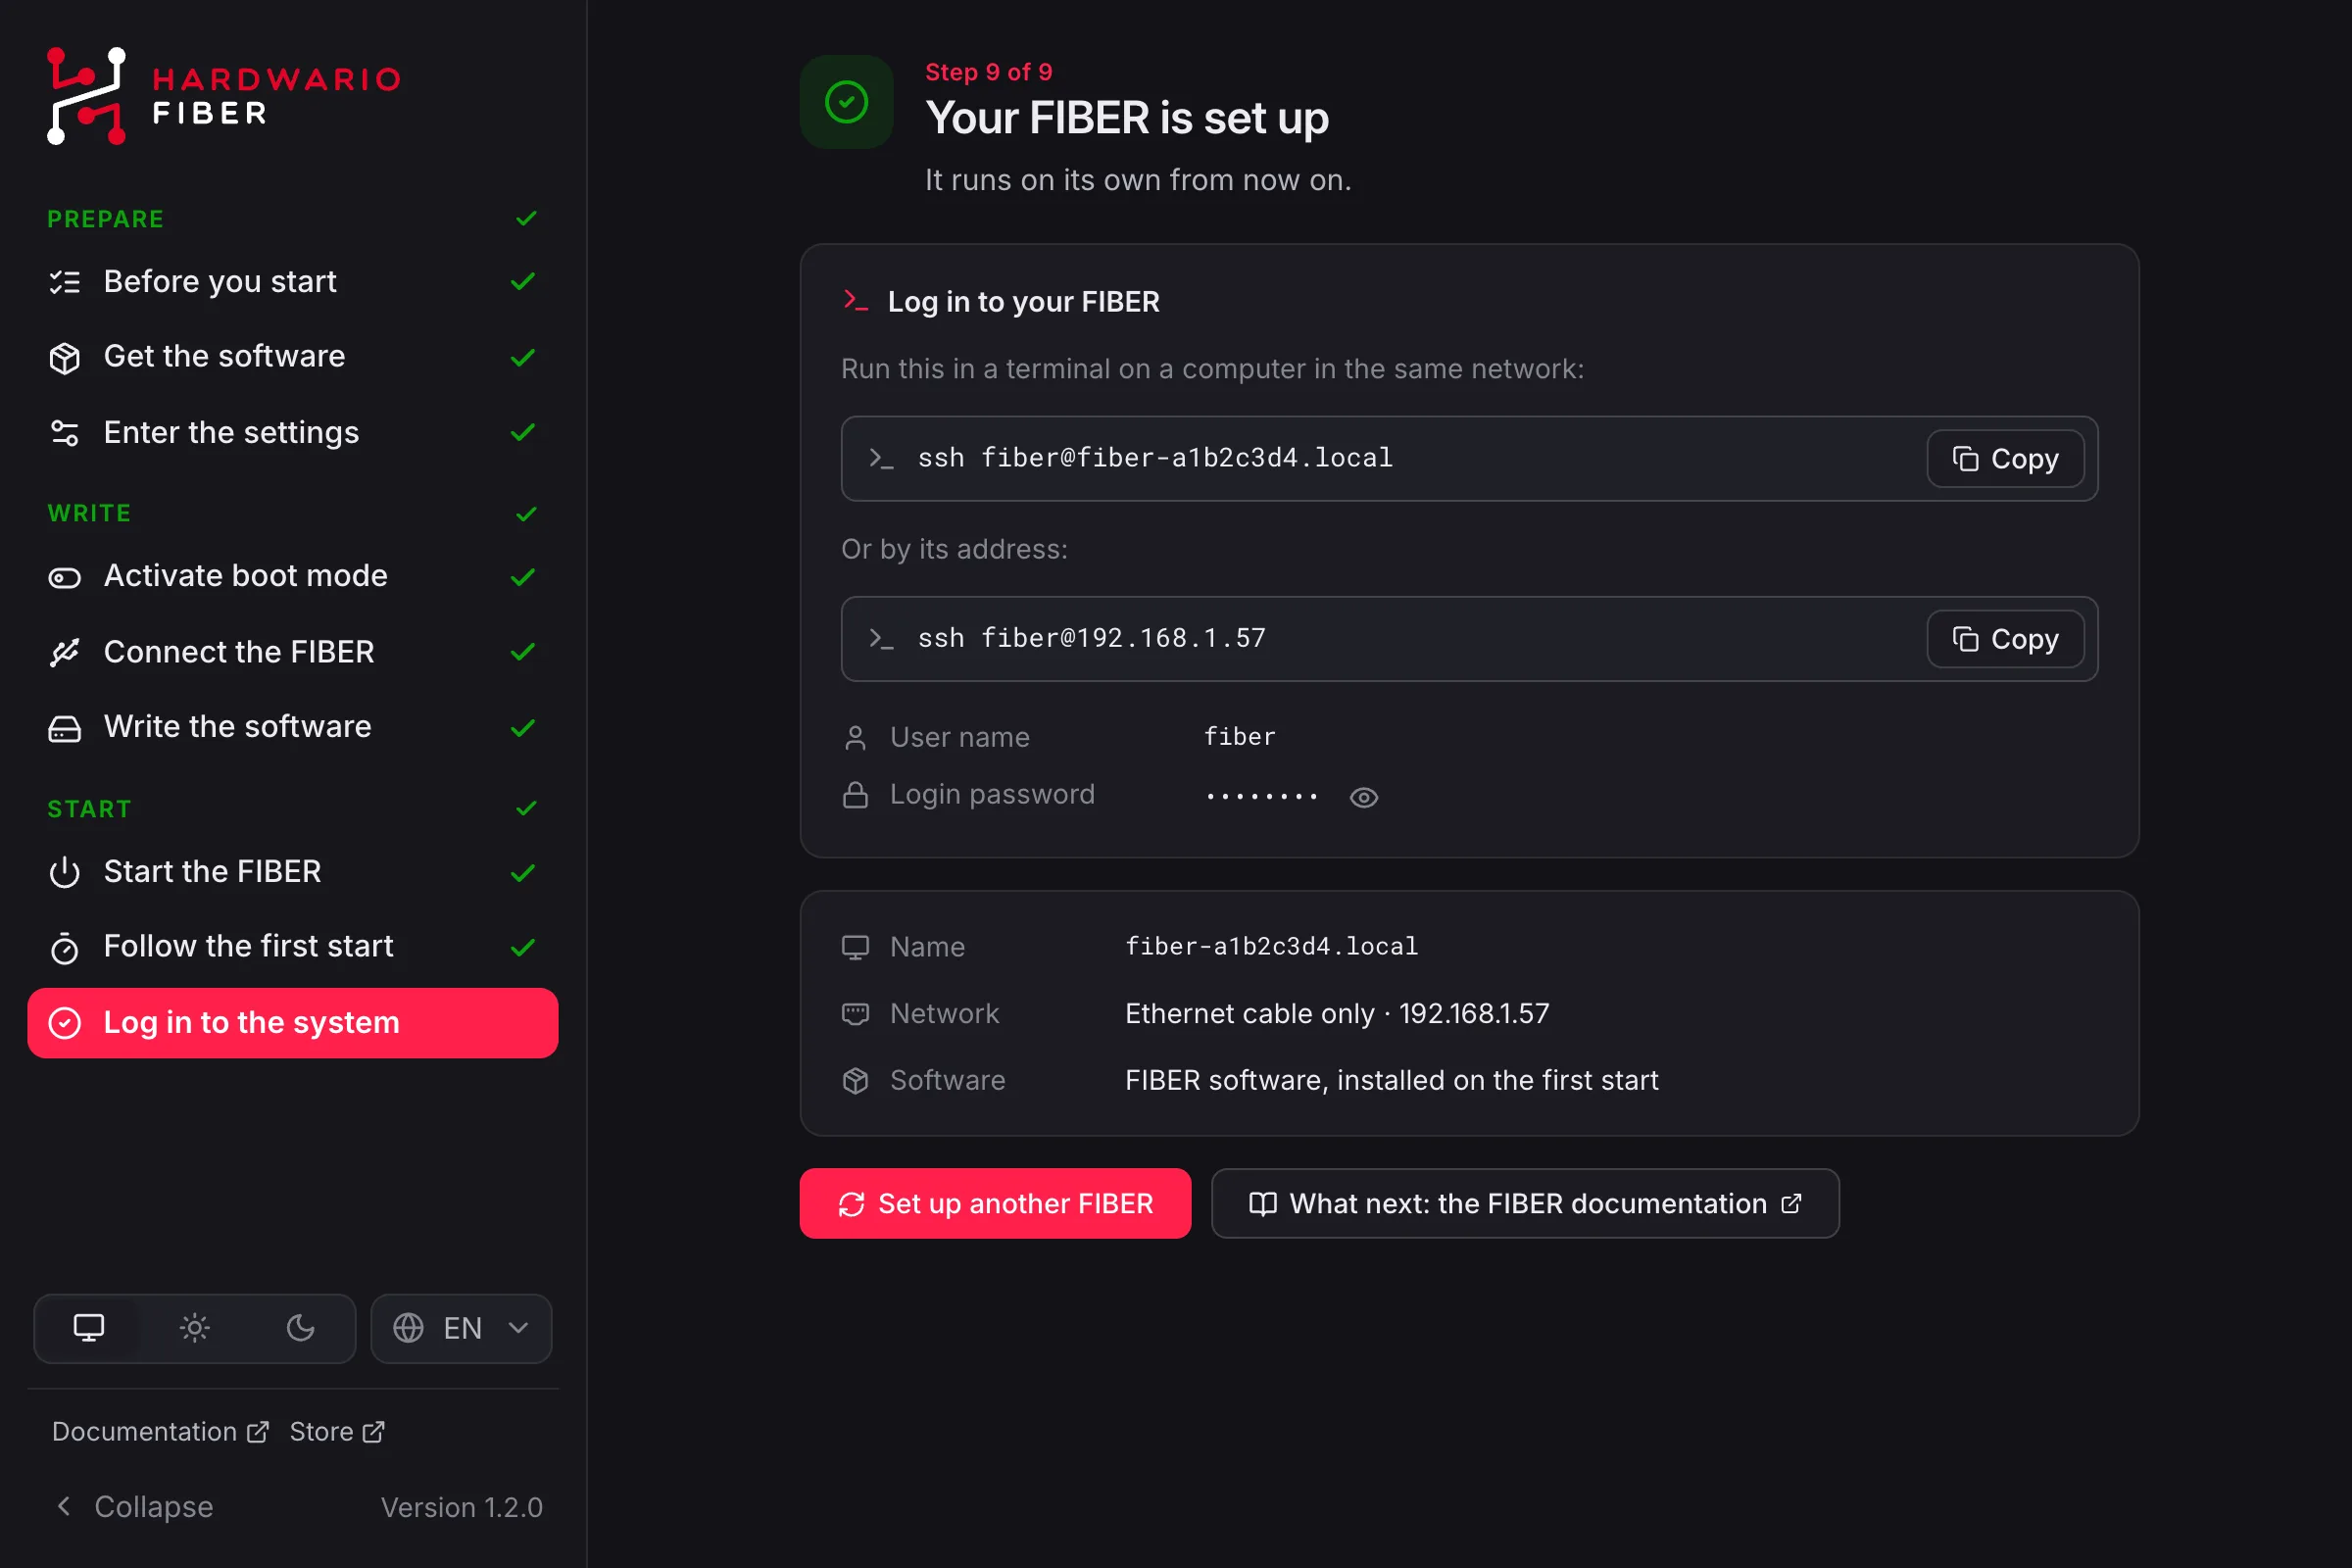 HARDWARIO
FIBER
PREPARE
Before you start
Get the software
Enter the settings
WRITE
Activate boot mode
Connect the FIBER
Write the software
START
Start the FIBER
Follow the first start
Log in to the system
EN
Documentation
Store
Collapse
Version 1.2.0
Step 9 of 9
Your FIBER is set up
It runs on its own from now on.
Log in to your FIBER
Run this in a terminal on a computer in the same network:
ssh fiber@fiber-a1b2c3d4.local
Copy
Or by its address:
ssh fiber@192.168.1.57
Copy
User name fiber
Login password ••••••••
Name fiber-a1b2c3d4.local
Network Ethernet cable only · 192.168.1.57
Software FIBER software, installed on the first start
Set up another FIBER
What next: the FIBER documentation